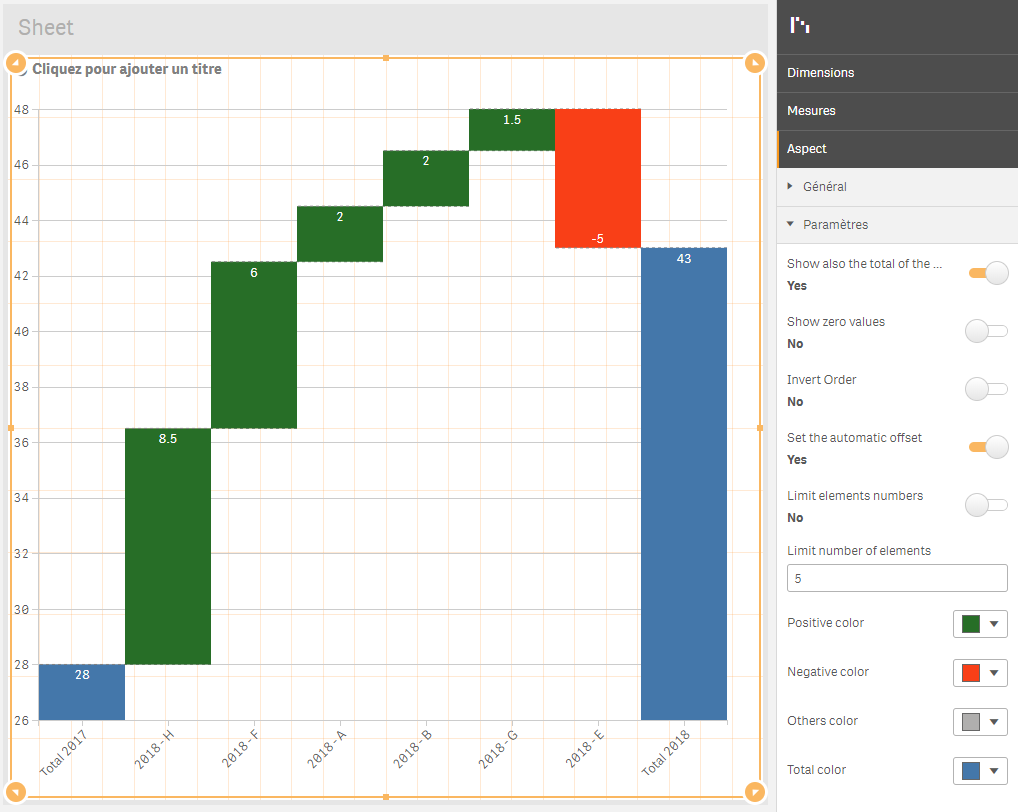 Sheet
Cliquez pour ajouter un titre
48
46
44
42
40
38
36
34
32
30
28
26
28
8.5
6
2
2
1.5
-5
43
Total 2017
2018-H
2018-F
2018-A
2018-B
2018-G
2018-E
Total 2018
Dimensions
Mesures
Aspect
Général
Paramètres
Show also the total of the ...
Yes
Show zero values
No
Invert Order
No
Set the automatic offset
Yes
Limit elements numbers
No
Limit number of elements
5
Positive color
Negative color
Others color
Total color